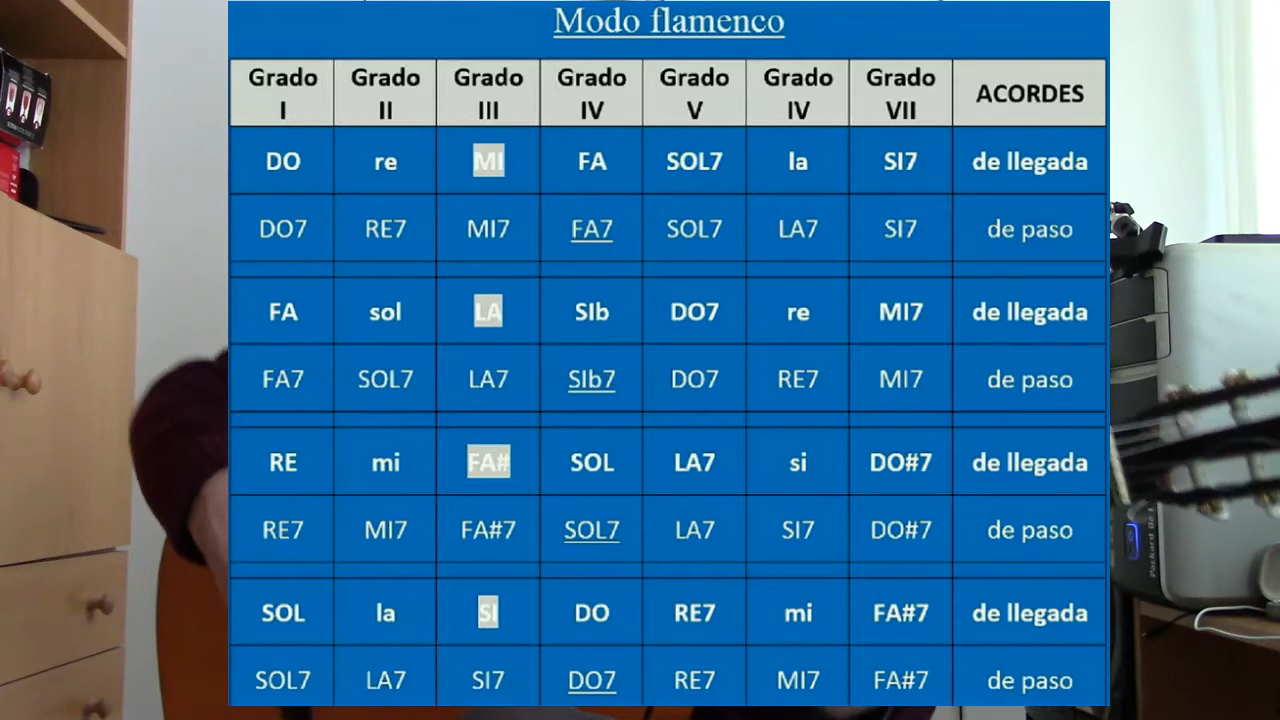 Modo flamenco
Grado I Grado II Grado III Grado IV Grado V Grado IV Grado VII ACORDES
DO re MI FA SOL7 la SI7 de llegada
DO7 RE7 MI7 FA7 SOL7 LA7 SI7 de paso
FA sol LA SIb DO7 re MI7 de llegada
FA7 SOL7 LA7 SIb7 DO7 RE7 MI7 de paso
RE mi FA# SOL LA7 si DO#7 de llegada
RE7 MI7 FA#7 SOL7 LA7 SI7 DO#7 de paso
SOL la SI DO RE7 mi FA#7 de llegada
SOL7 LA7 SI7 DO7 RE7 MI7 FA#7 de paso